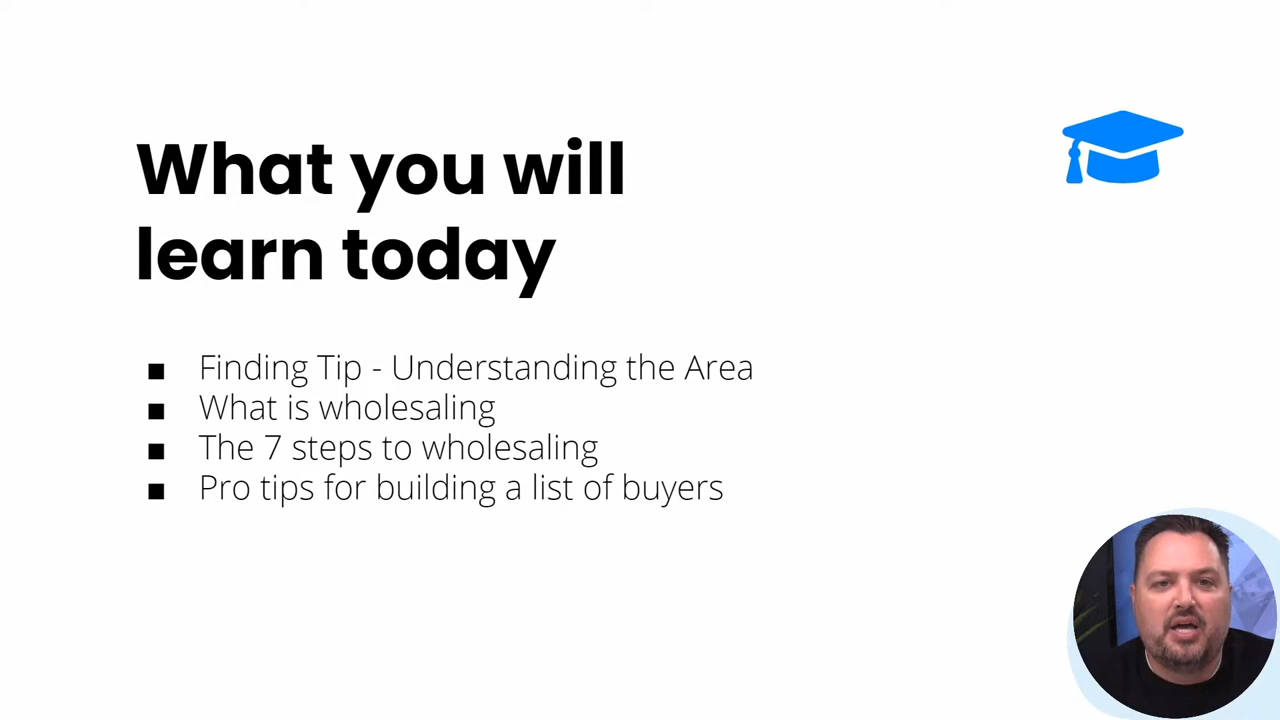 What you will
learn today
▪ Finding Tip - Understanding the Area
▪ What is wholesaling
▪ The 7 steps to wholesaling
▪ Pro tips for building a list of buyers